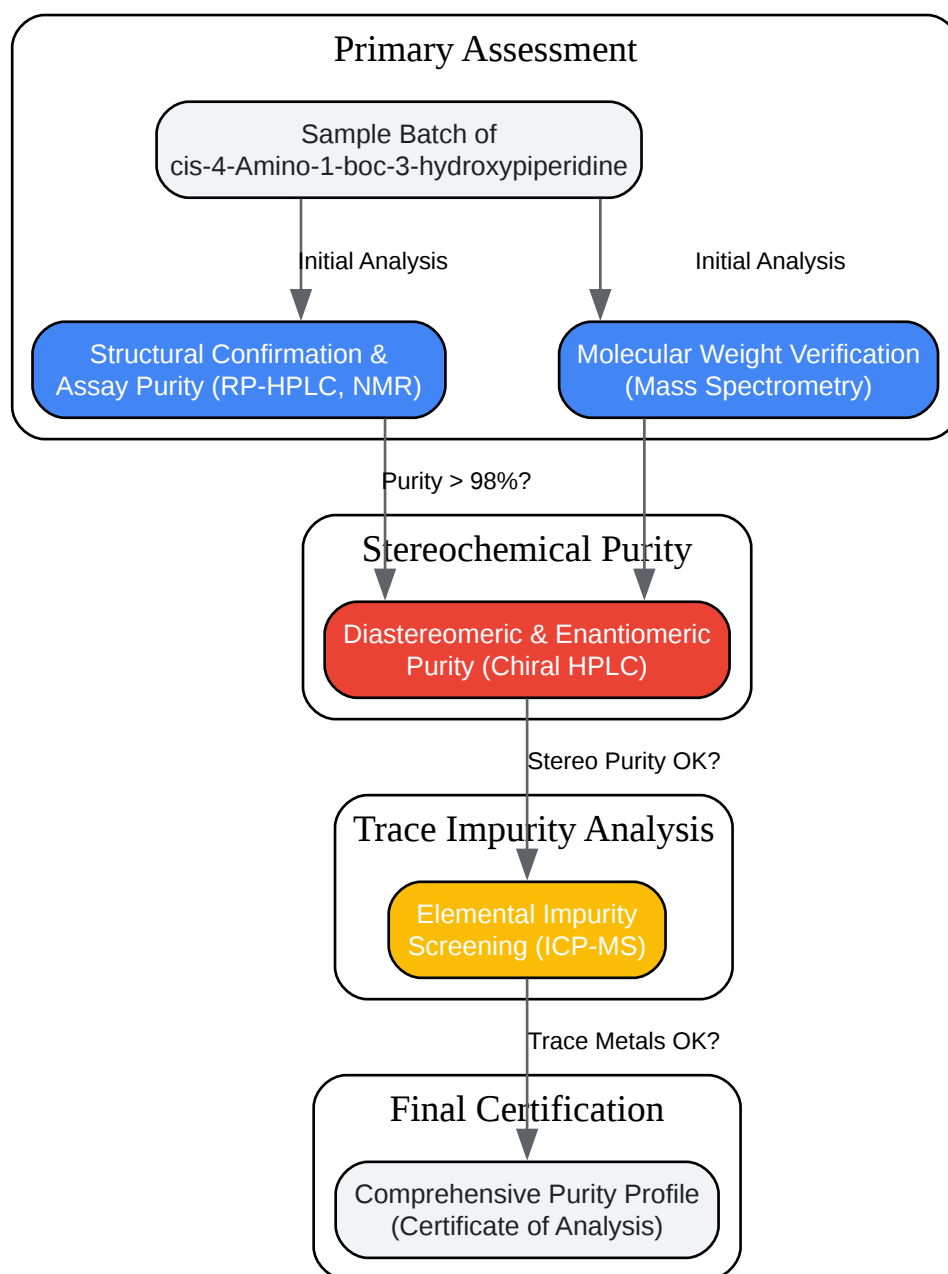 Primary Assessment
Sample Batch of
cis-4-Amino-1-boc-3-hydroxypiperidine
Initial Analysis
Initial Analysis
Structural Confirmation &
Assay Purity (RP-HPLC, NMR)
Molecular Weight Verification
(Mass Spectrometry)
Purity > 98%?
Stereochemical Purity
Diastereomeric & Enantiomeric
Purity (Chiral HPLC)
Stereo Purity OK?
Trace Impurity Analysis
Elemental Impurity
Screening (ICP-MS)
Trace Metals OK?
Final Certification
Comprehensive Purity Profile
(Certificate of Analysis)